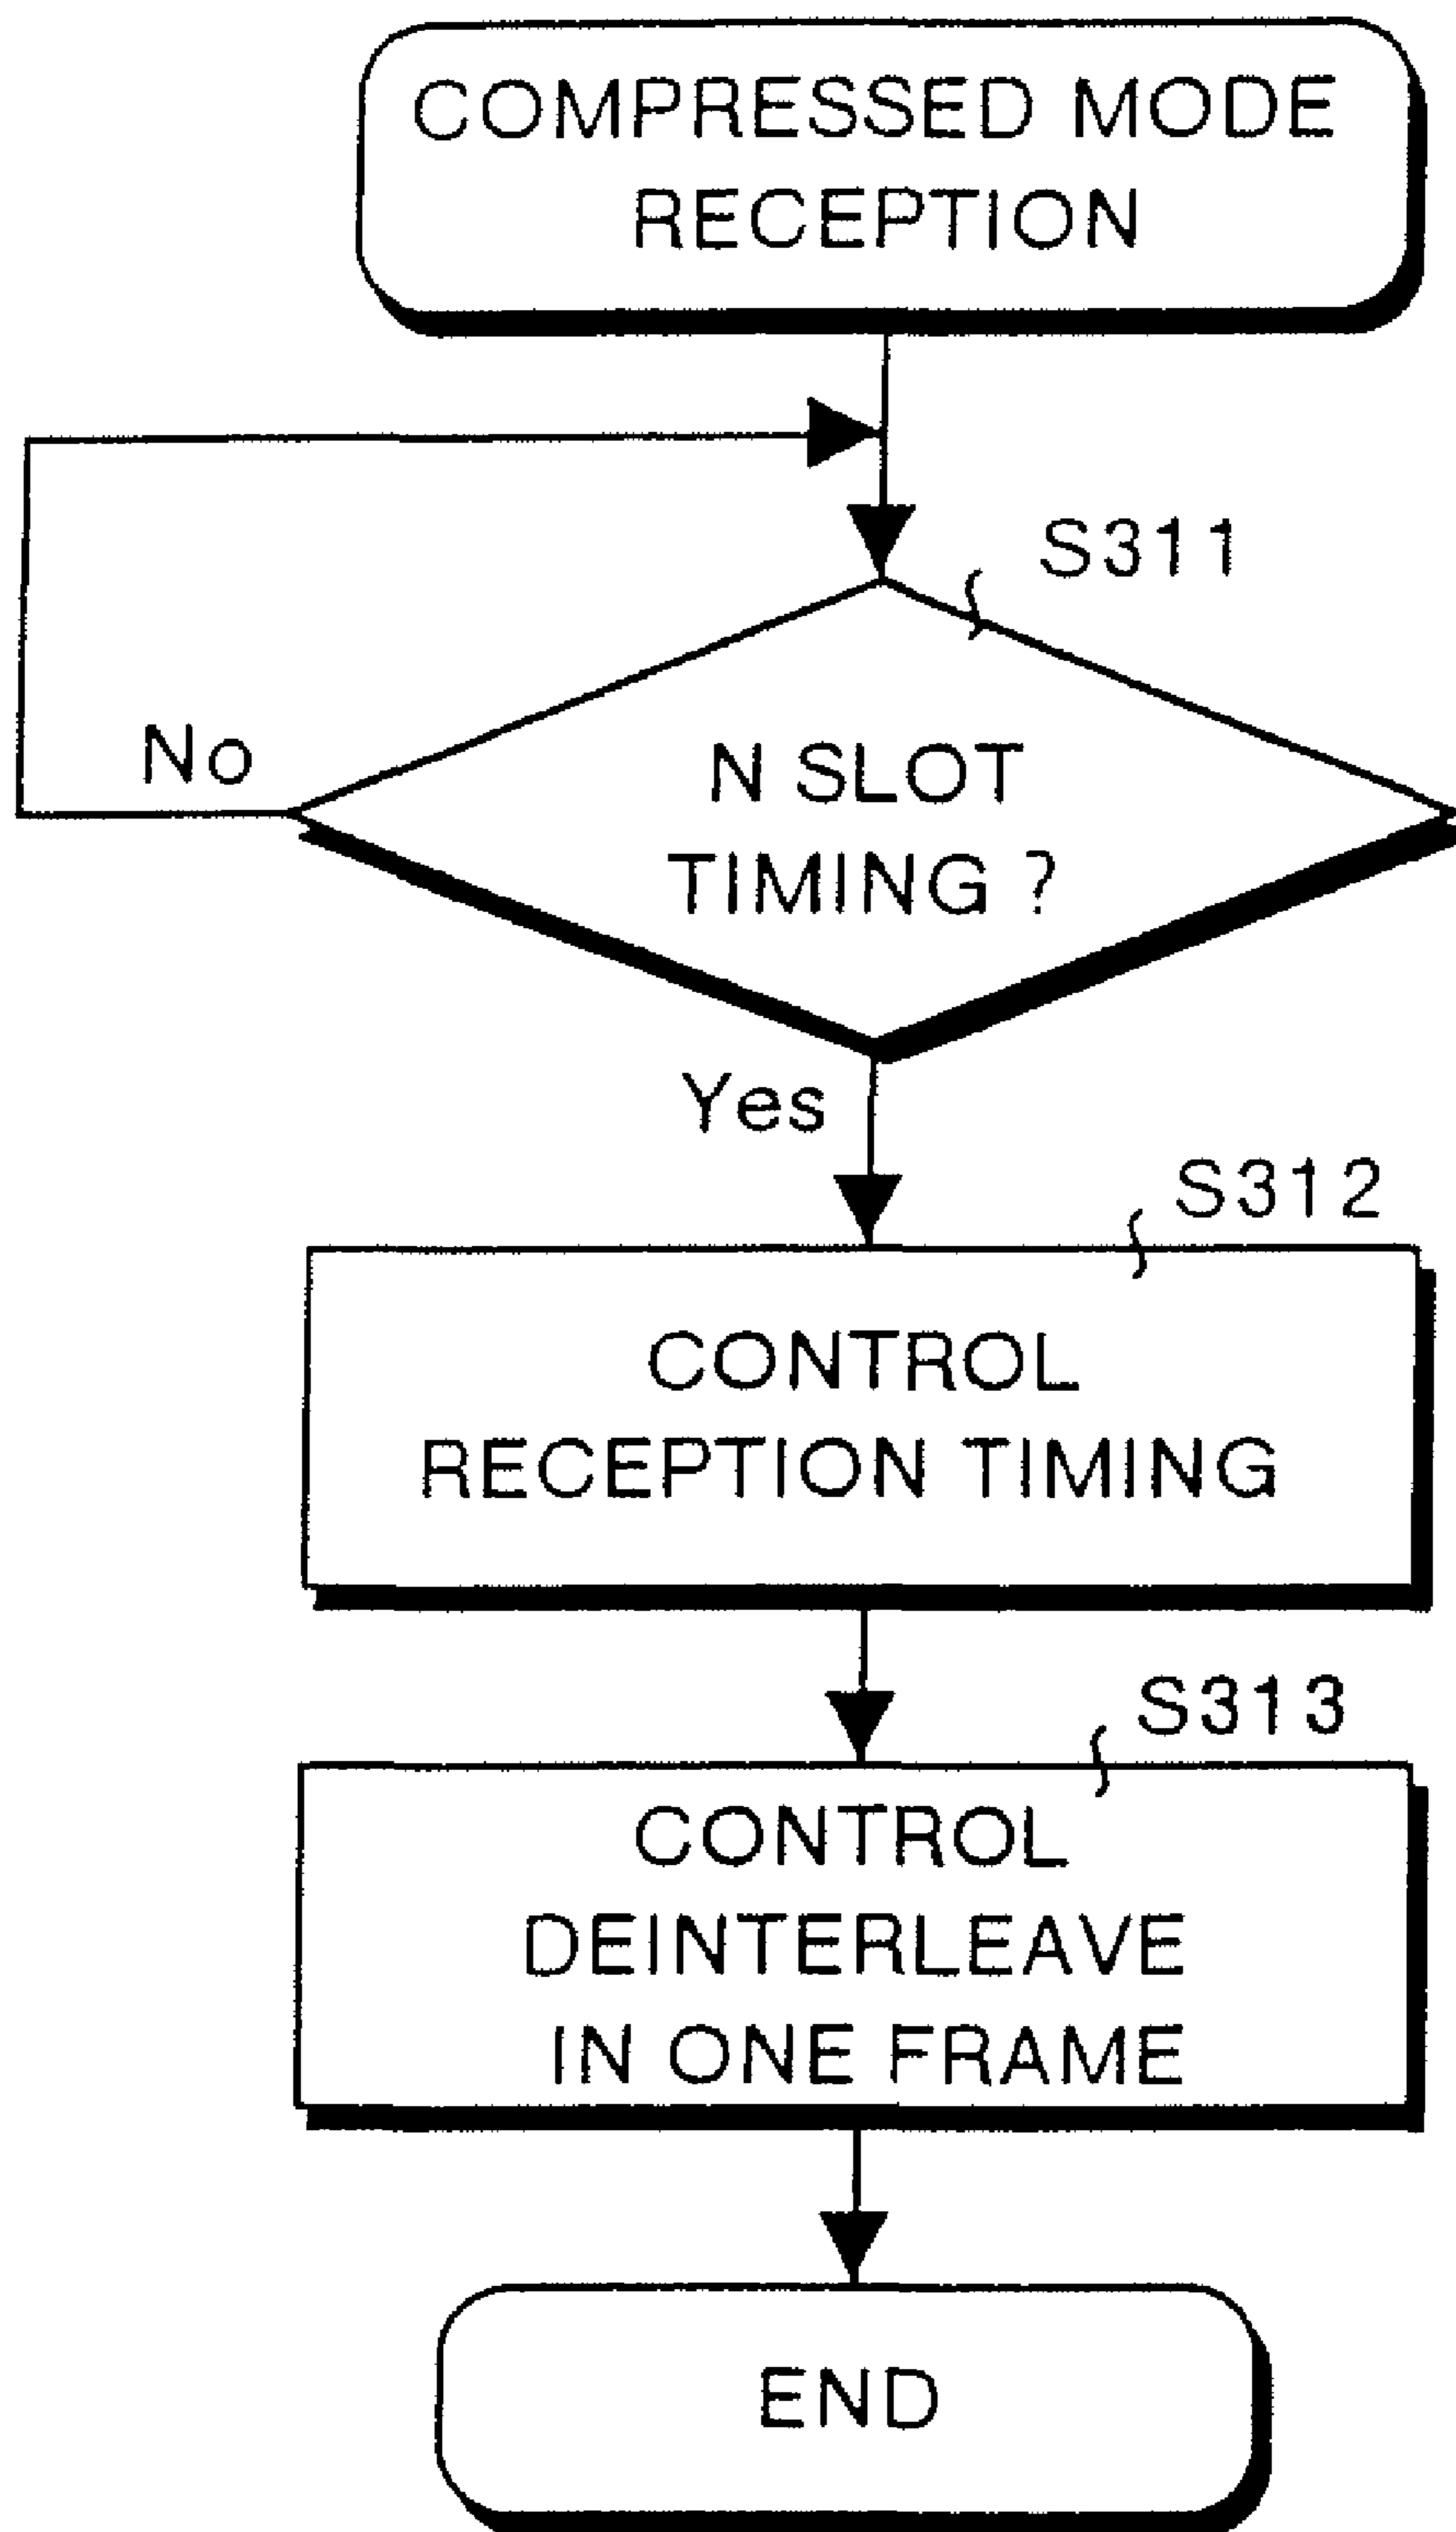 COMPRESSED MODE
RECEPTION
S311
No
N SLOT
TIMING ?
Yes
S312
CONTROL
RECEPTION TIMING
S313
CONTROL
DEINTERLEAVE
IN ONE FRAME
END